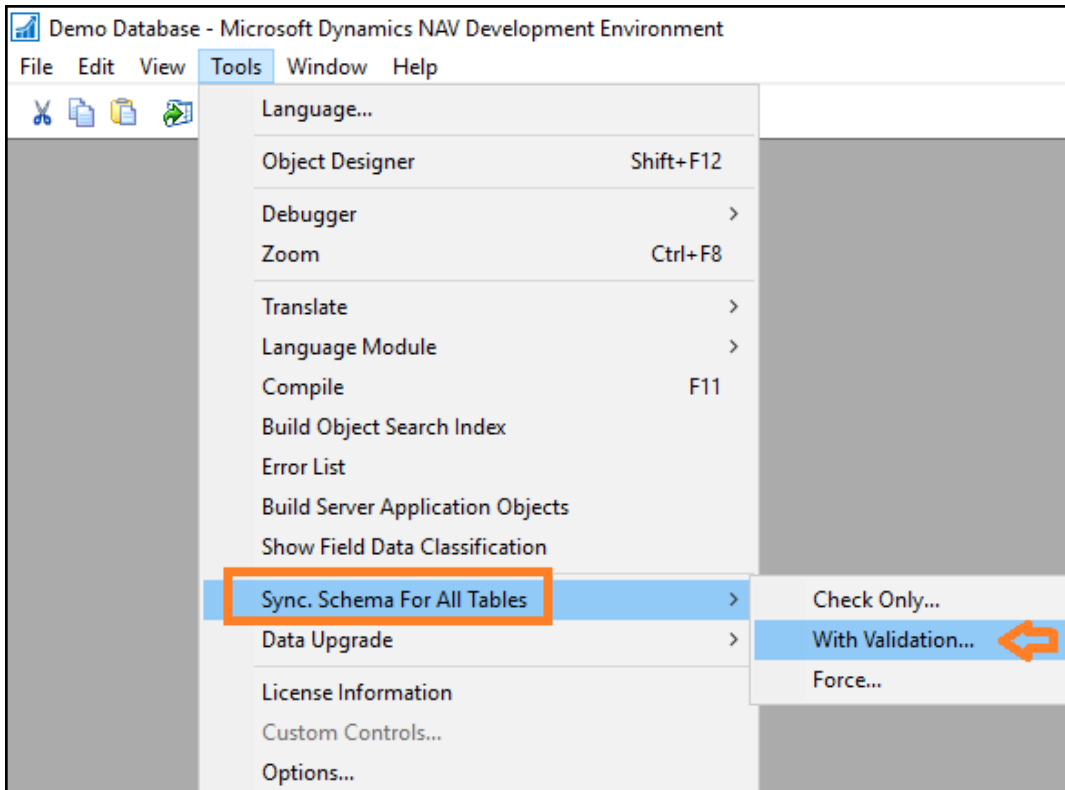 Demo Database - Microsoft Dynamics NAV Development Environment
File Edit View Tools Window Help
Language...
Object Designer Shift+F12
Debugger
Zoom Ctrl+F8
Translate
Language Module
Compile F11
Build Object Search Index
Error List
Build Server Application Objects
Show Field Data Classification
Sync. Schema For All Tables Check Only...
Data Upgrade With Validation...
Force...
License Information
Custom Controls...
Options...